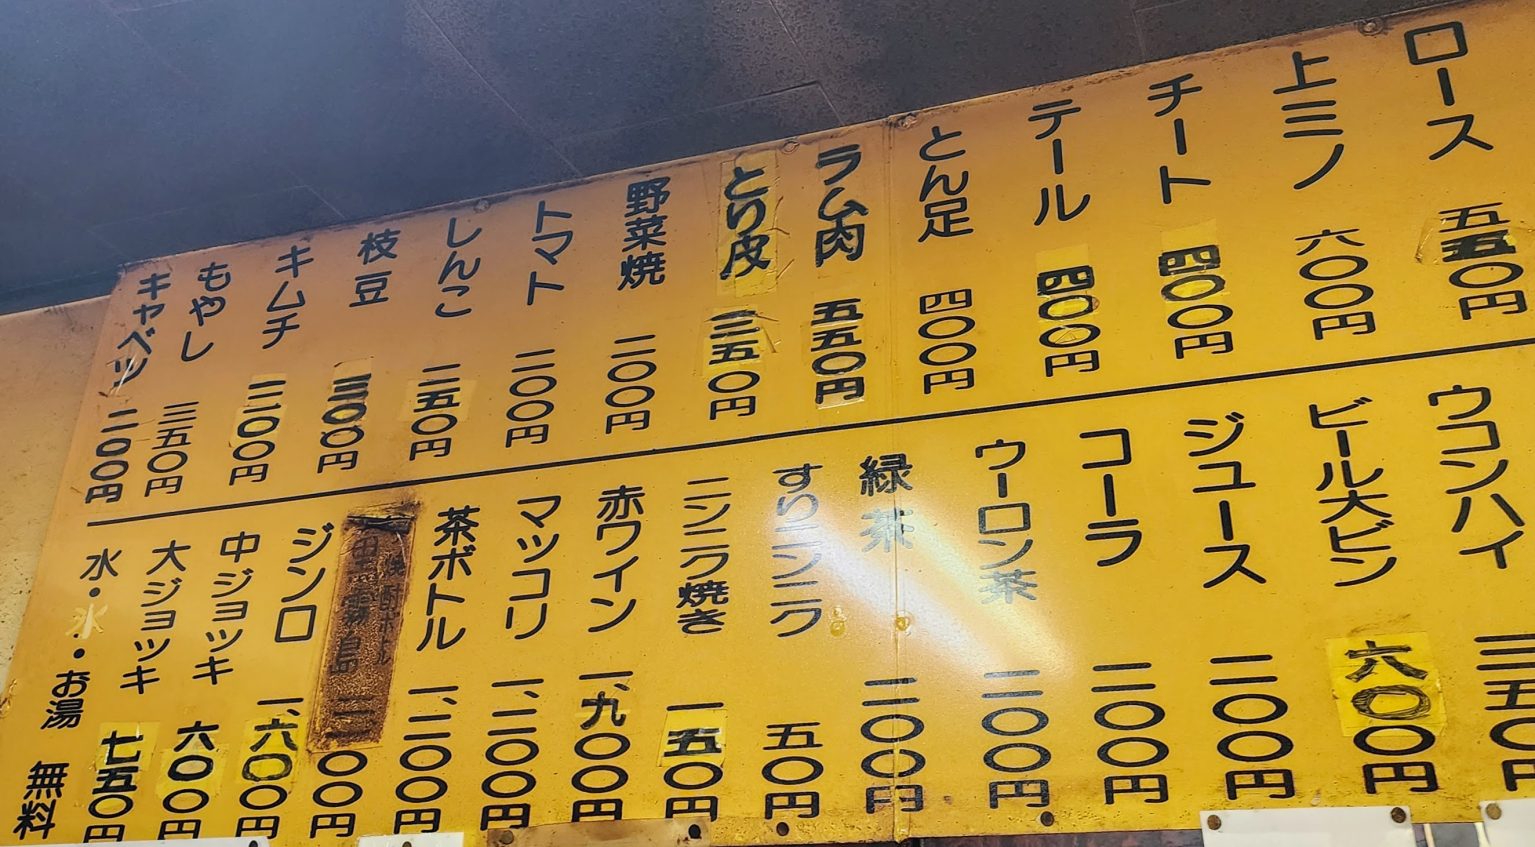 ロース 五五〇円
上ミノ 六〇〇円
チート 四〇〇円
テール 四〇〇円
とん足 四〇〇円
ラム肉 五五〇円
とり皮 三五〇円
野菜焼 二〇〇円
トマト 二〇〇円
しんこ 二五〇円
枝豆 三〇〇円
キムチ 二〇〇円
もやし 三五〇円
キャベツ 二〇〇円
ウコンハイ 三五〇円
ビール大ビン 六〇〇円
ジュース 二〇〇円
コーラ 二〇〇円
ウーロン茶 二〇〇円
緑茶 二〇〇円
すりニンニク 五〇円
ニンニク焼き 一五〇円
赤ワイン 一、九〇〇円
マッコリ 一、二〇〇円
茶ボトル 一、二〇〇円
霧島 〇〇円
ジンロ 一、六〇〇円
中ジョッキ 六〇〇円
大ジョッキ 七五〇円
水・氷・お湯 無料